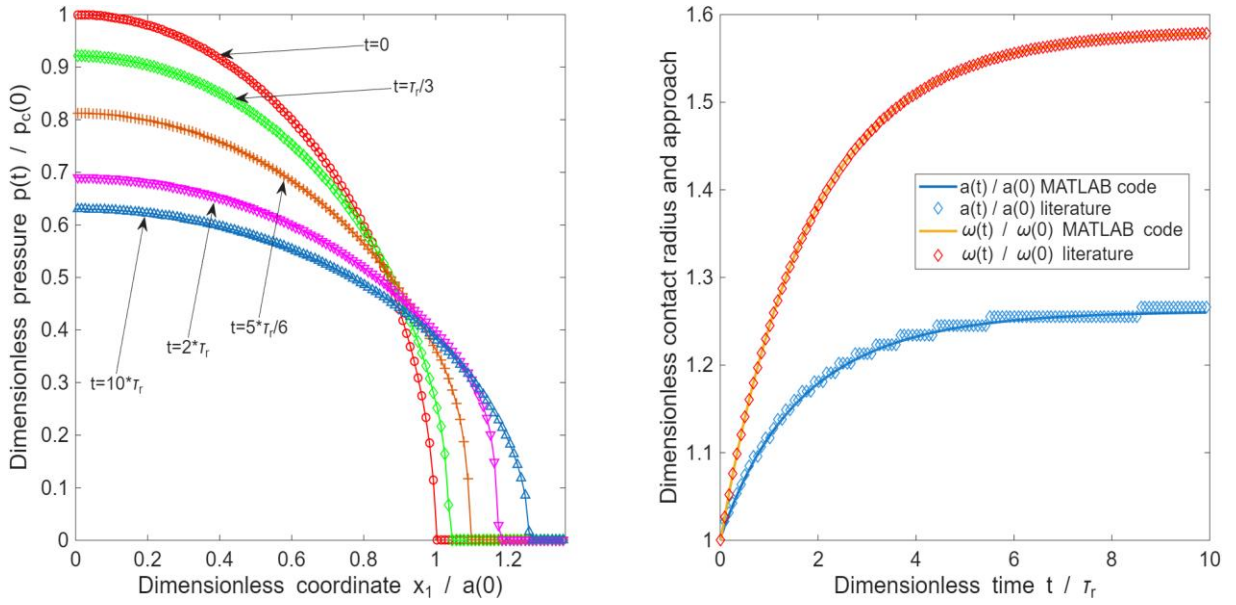 Dimensionless pressure p(t) / p_c(0)
1
0.9
0.8
0.7
0.6
0.5
0.4
0.3
0.2
0.1
0
t=0
t=τ_r/3
t=5*τ_r/6
t=2*τ_r
t=10*τ_r
0 0.2 0.4 0.6 0.8 1 1.2
Dimensionless coordinate x_1 / a(0)
Dimensionless contact radius and approach
1.6
1.5
1.4
1.3
1.2
1.1
1
a(t) / a(0) MATLAB code
a(t) / a(0) literature
ω(t) / ω(0) MATLAB code
ω(t) / ω(0) literature
0 2 4 6 8 10
Dimensionless time t / τ_r